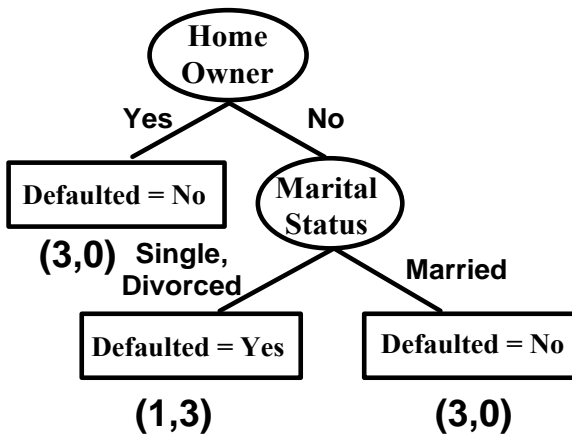 Home
Owner
Yes
No
Defaulted = No
Marital
Status
(3,0)
Single,
Divorced
Married
Defaulted = Yes
Defaulted = No
(1,3)
(3,0)